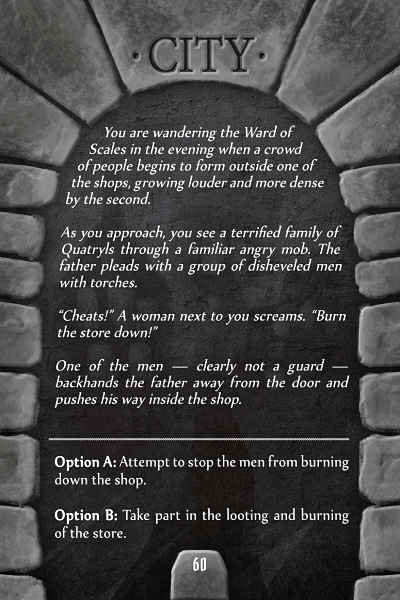 · CITY ·
You are wandering the Ward of
Scales in the evening when a crowd
of people begins to form outside one of
the shops, growing louder and more dense
by the second.
As you approach, you see a terrified family of
Quatryls through a familiar angry mob. The
father pleads with a group of disheveled men
with torches.
“Cheats!” A woman next to you screams. “Burn
the store down!”
One of the men — clearly not a guard —
backhands the father away from the door and
pushes his way inside the shop.
Option A: Attempt to stop the men from burning
down the shop.
Option B: Take part in the looting and burning
of the store.
60